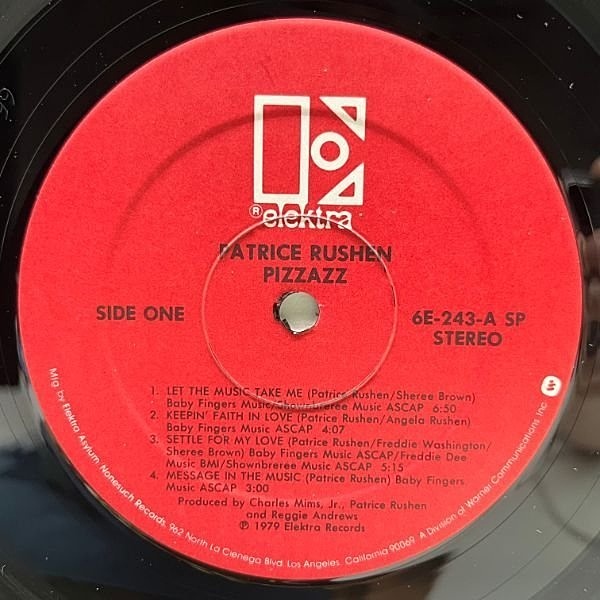 ® elektra
PATRICE RUSHEN
PIZZAZZ
SIDE ONE
6E-243-A SP
STEREO
1. LET THE MUSIC TAKE ME (Patrice Rushen/Sheree Brown)
Baby Fingers Music/Shownbreree Music ASCAP 6:50
2. KEEPIN' FAITH IN LOVE (Patrice Rushen/Angela Rushen)
Baby Fingers Music ASCAP 4:07
3. SETTLE FOR MY LOVE (Patrice Rushen/Freddie Washington/
Sheree Brown) Baby Fingers Music ASCAP/Freddie Dee
Music BMI/Shownbreree Music ASCAP 5:15
4. MESSAGE IN THE MUSIC (Patrice Rushen) Baby Fingers
Music ASCAP 3:00
Produced by Charles Mims, Jr., Patrice Rushen
and Reggie Andrews
℗ 1979 Elektra Records
Mfg. by Elektra/Asylum/Nonesuch Records, 962 North La Cienega Blvd. Los Angeles, California 90069. A Division of Warner Communications Inc.